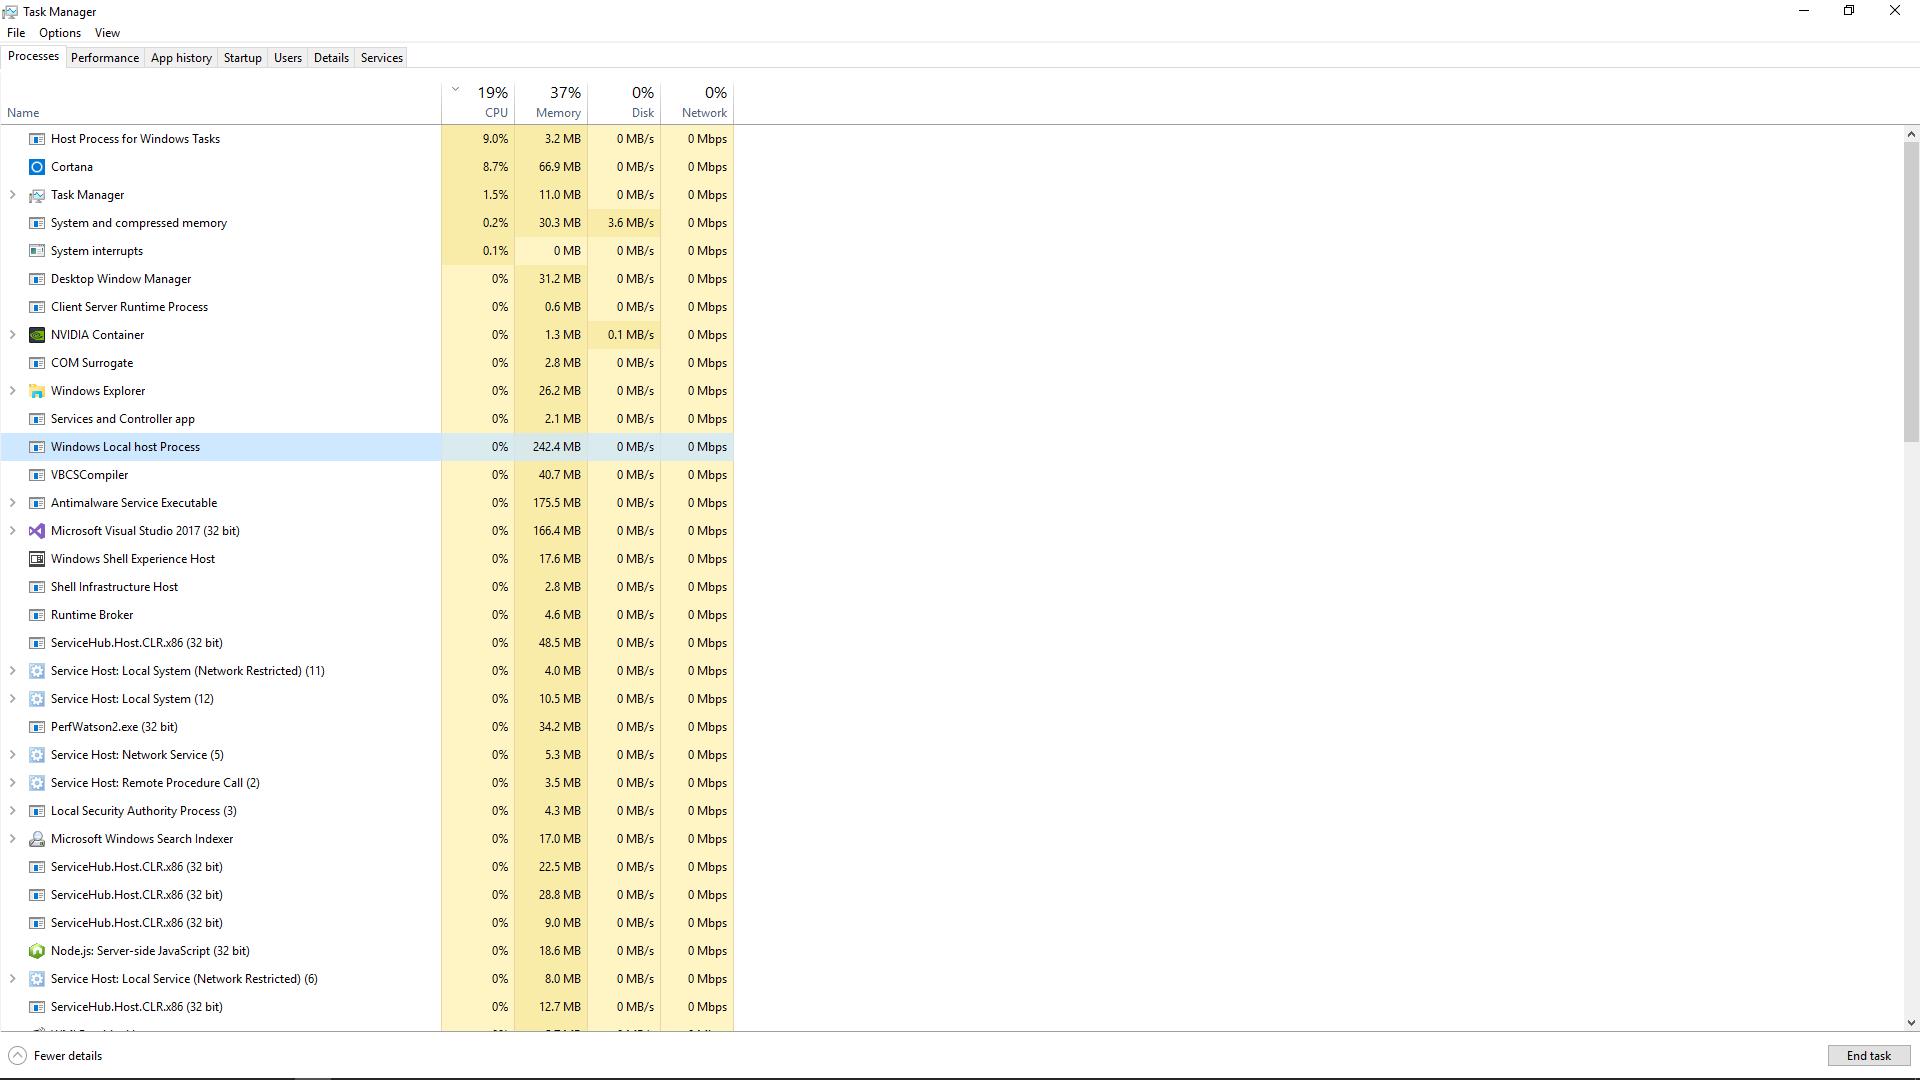 Task Manager
File Options View
Processes Performance App history Startup Users Details Services
19% 37% 0% 0%
Name CPU Memory Disk Network
Host Process for Windows Tasks 9.0% 3.2 MB 0 MB/s 0 Mbps
Cortana 8.7% 66.9 MB 0 MB/s 0 Mbps
Task Manager 1.5% 11.0 MB 0 MB/s 0 Mbps
System and compressed memory 0.2% 30.3 MB 3.6 MB/s 0 Mbps
System interrupts 0.1% 0 MB 0 MB/s 0 Mbps
Desktop Window Manager 0% 31.2 MB 0 MB/s 0 Mbps
Client Server Runtime Process 0% 0.6 MB 0 MB/s 0 Mbps
NVIDIA Container 0% 1.3 MB 0.1 MB/s 0 Mbps
COM Surrogate 0% 2.8 MB 0 MB/s 0 Mbps
Windows Explorer 0% 26.2 MB 0 MB/s 0 Mbps
Services and Controller app 0% 2.1 MB 0 MB/s 0 Mbps
Windows Local host Process 0% 242.4 MB 0 MB/s 0 Mbps
VBCSCompiler 0% 40.7 MB 0 MB/s 0 Mbps
Antimalware Service Executable 0% 175.5 MB 0 MB/s 0 Mbps
Microsoft Visual Studio 2017 (32 bit) 0% 166.4 MB 0 MB/s 0 Mbps
Windows Shell Experience Host 0% 17.6 MB 0 MB/s 0 Mbps
Shell Infrastructure Host 0% 2.8 MB 0 MB/s 0 Mbps
Runtime Broker 0% 4.6 MB 0 MB/s 0 Mbps
ServiceHub.Host.CLR.x86 (32 bit) 0% 48.5 MB 0 MB/s 0 Mbps
Service Host: Local System (Network Restricted) (11) 0% 4.0 MB 0 MB/s 0 Mbps
Service Host: Local System (12) 0% 10.5 MB 0 MB/s 0 Mbps
PerfWatson2.exe (32 bit) 0% 34.2 MB 0 MB/s 0 Mbps
Service Host: Network Service (5) 0% 5.3 MB 0 MB/s 0 Mbps
Service Host: Remote Procedure Call (2) 0% 3.5 MB 0 MB/s 0 Mbps
Local Security Authority Process (3) 0% 4.3 MB 0 MB/s 0 Mbps
Microsoft Windows Search Indexer 0% 17.0 MB 0 MB/s 0 Mbps
ServiceHub.Host.CLR.x86 (32 bit) 0% 22.5 MB 0 MB/s 0 Mbps
ServiceHub.Host.CLR.x86 (32 bit) 0% 28.8 MB 0 MB/s 0 Mbps
ServiceHub.Host.CLR.x86 (32 bit) 0% 9.0 MB 0 MB/s 0 Mbps
Node.js: Server-side JavaScript (32 bit) 0% 18.6 MB 0 MB/s 0 Mbps
Service Host: Local Service (Network Restricted) (6) 0% 8.0 MB 0 MB/s 0 Mbps
ServiceHub.Host.CLR.x86 (32 bit) 0% 12.7 MB 0 MB/s 0 Mbps
Fewer details End task